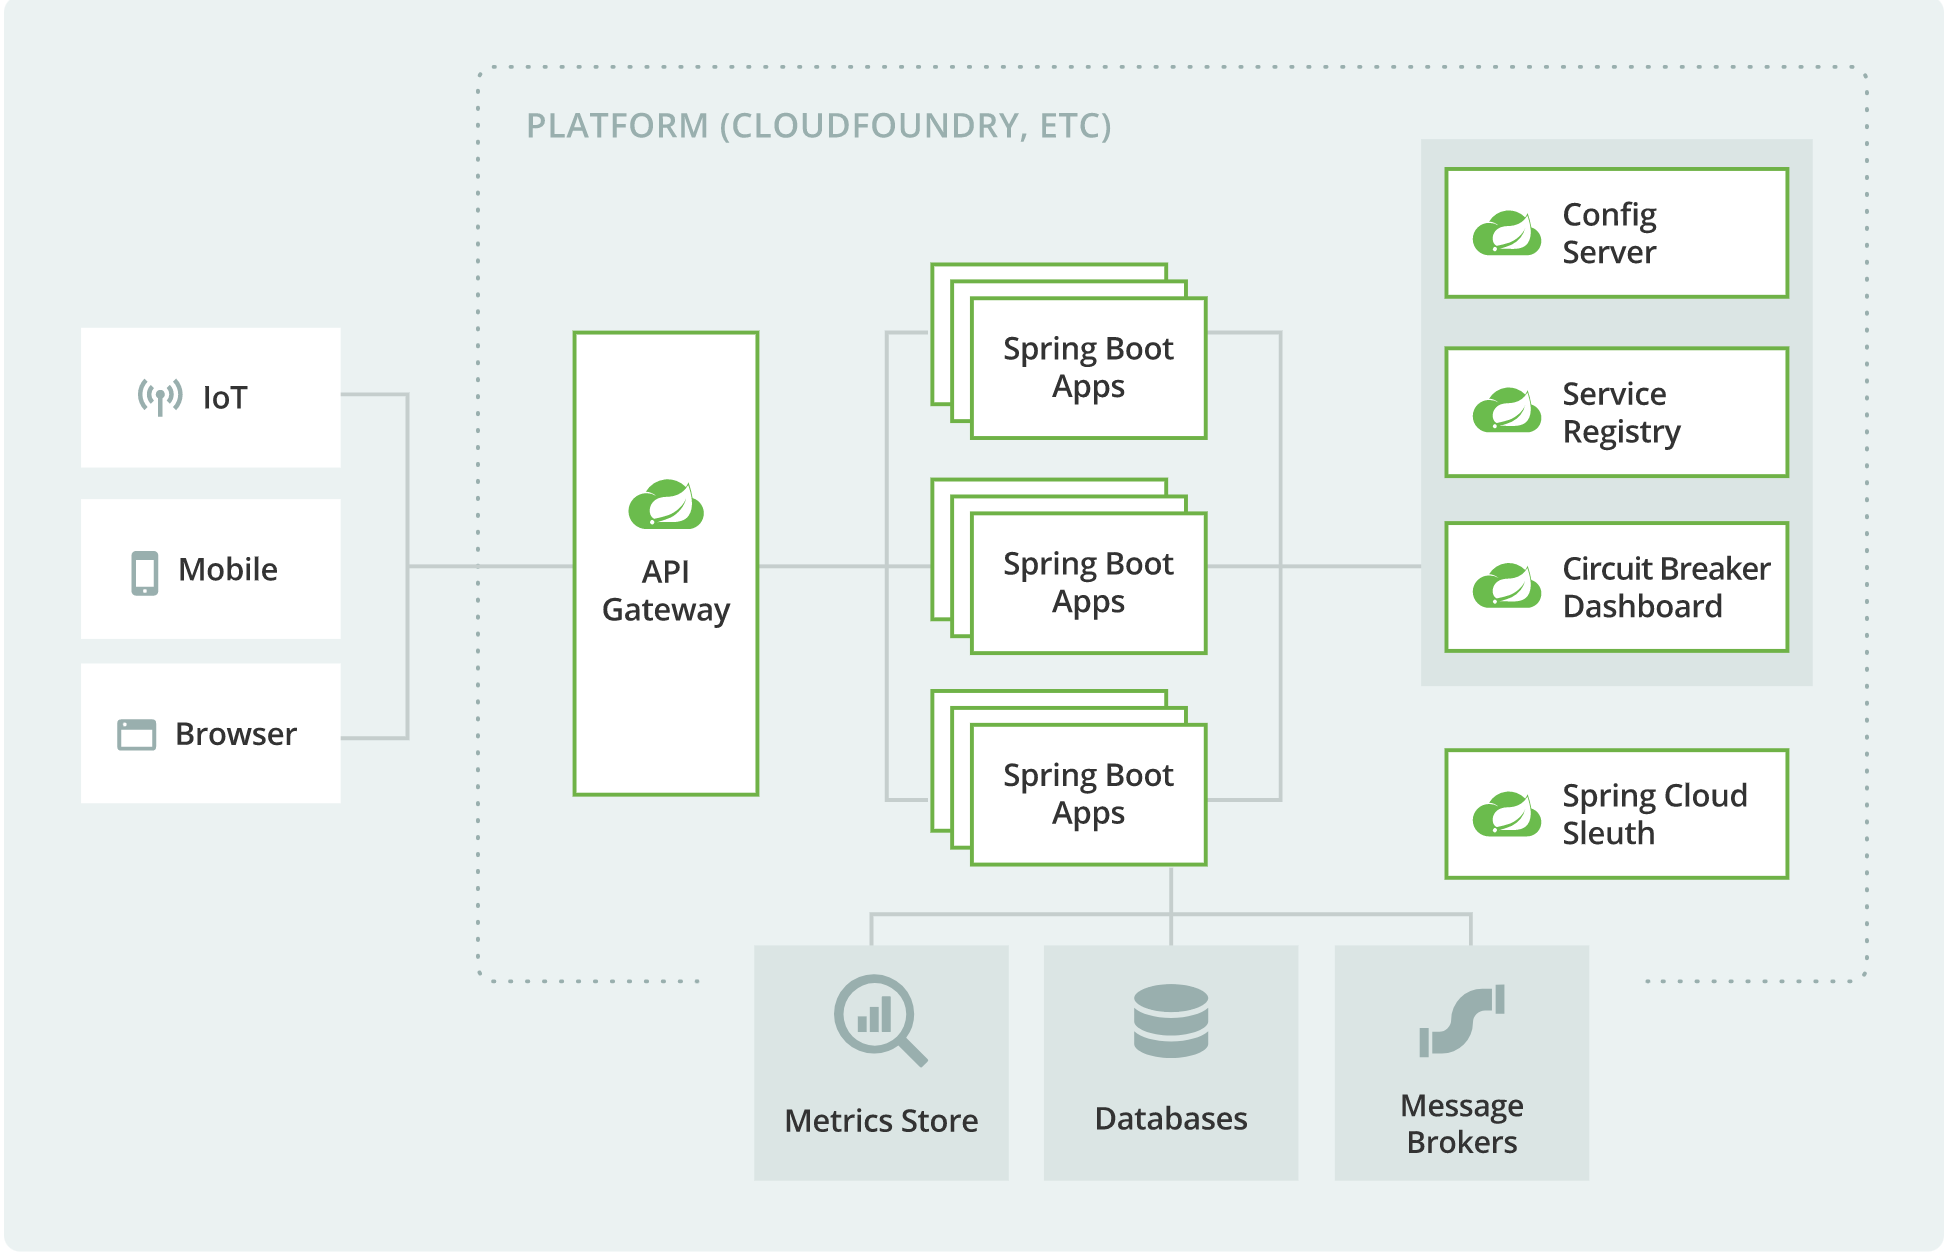 PLATFORM (CLOUDFOUNDRY, ETC)
IoT
Mobile
Browser
API
Gateway
Spring Boot
Apps
Spring Boot
Apps
Spring Boot
Apps
Config
Server
Service
Registry
Circuit Breaker
Dashboard
Spring Cloud
Sleuth
Metrics Store
Databases
Message
Brokers